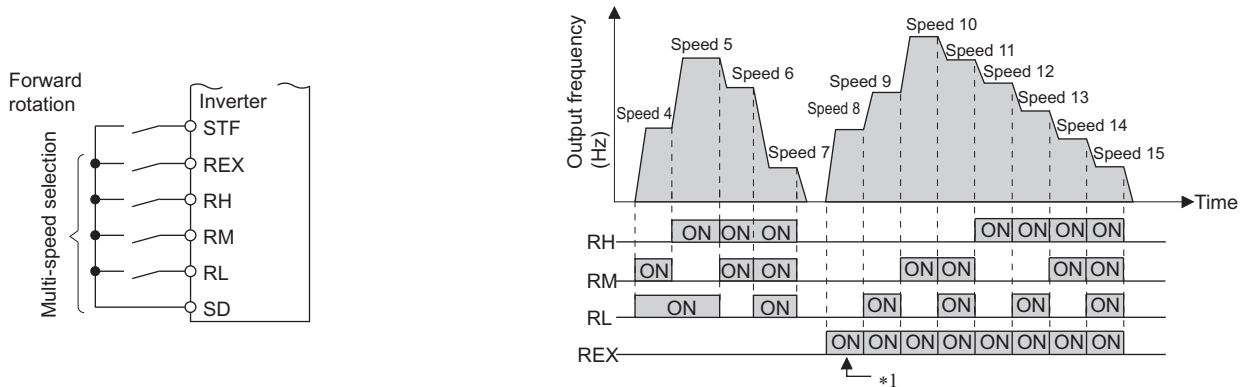 Forward
rotation
Multi-speed selection
Inverter
STF
REX
RH
RM
RL
SD
Output frequency
(Hz)
Speed 4
Speed 5
Speed 6
Speed 7
Speed 8
Speed 9
Speed 10
Speed 11
Speed 12
Speed 13
Speed 14
Speed 15
Time
RH ON ON ON ON ON ON ON
RM ON ON ON ON ON ON ON
RL ON ON ON ON ON ON
REX ON ON ON ON ON ON ON ON
*1